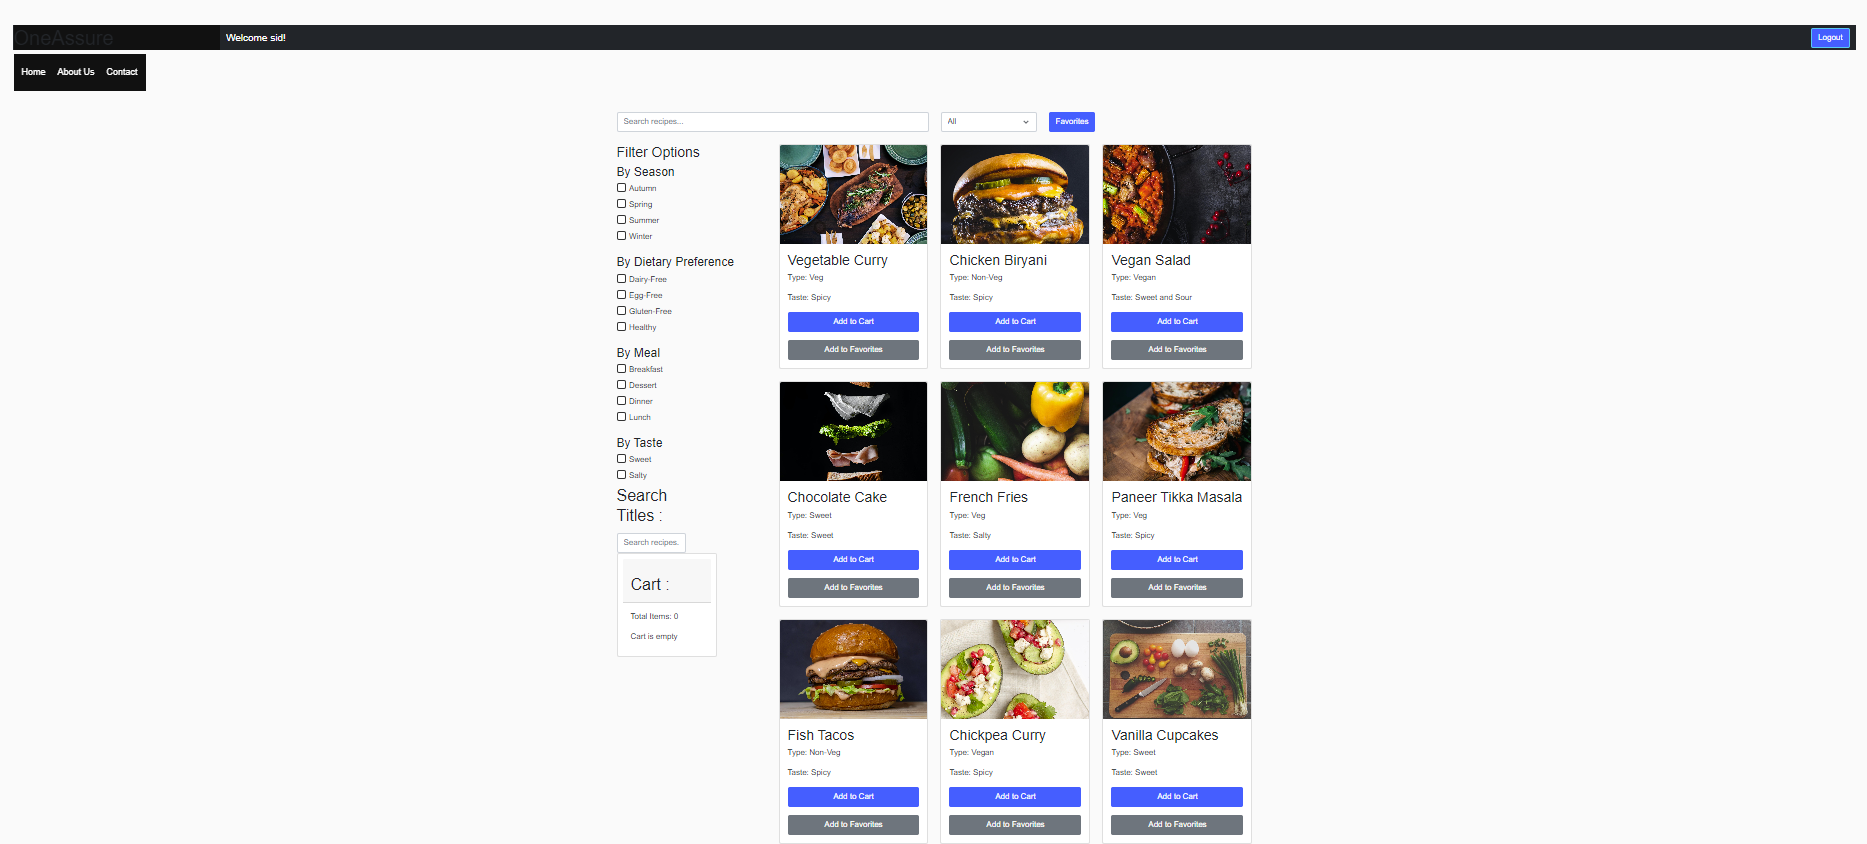 OneAssure
Welcome sid!
Logout
Home About Us Contact
Search recipes...
All
Favorites
Filter Options
By Season
Autumn
Spring
Summer
Winter
By Dietary Preference
Dairy-Free
Egg-Free
Gluten-Free
Healthy
By Meal
Breakfast
Dessert
Dinner
Lunch
By Taste
Sweet
Salty
Search
Titles :
Search recipes.
Cart :
Total Items: 0
Cart is empty
Vegetable Curry
Type: Veg
Taste: Spicy
Add to Cart
Add to Favorites
Chicken Biryani
Type: Non-Veg
Taste: Spicy
Add to Cart
Add to Favorites
Vegan Salad
Type: Vegan
Taste: Sweet and Sour
Add to Cart
Add to Favorites
Chocolate Cake
Type: Sweet
Taste: Sweet
Add to Cart
Add to Favorites
French Fries
Type: Veg
Taste: Salty
Add to Cart
Add to Favorites
Paneer Tikka Masala
Type: Veg
Taste: Spicy
Add to Cart
Add to Favorites
Fish Tacos
Type: Non-Veg
Taste: Spicy
Add to Cart
Add to Favorites
Chickpea Curry
Type: Vegan
Taste: Spicy
Add to Cart
Add to Favorites
Vanilla Cupcakes
Type: Sweet
Taste: Sweet
Add to Cart
Add to Favorites